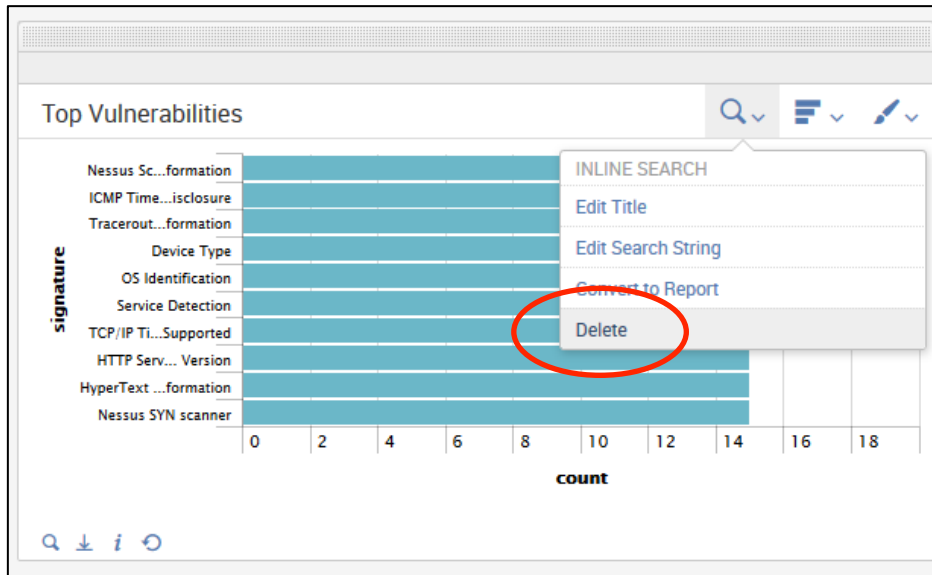 Top Vulnerabilities
INLINE SEARCH
Edit Title
Edit Search String
Convert to Report
Delete
signature
Nessus Sc...formation
ICMP Time...isclosure
Tracerout...formation
Device Type
OS Identification
Service Detection
TCP/IP Ti...Supported
HTTP Serv... Version
HyperText ...formation
Nessus SYN scanner
0 2 4 6 8 10 12 14 16 18
count
i